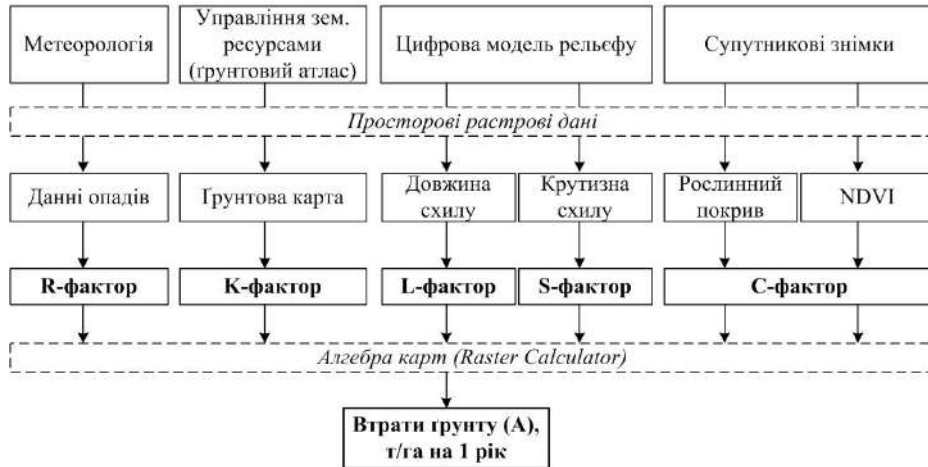 Метеорологія
Управління зем.
ресурсами
(ґрунтовий атлас)
Цифрова модель рельєфу
Супутникові знімки
Просторові растрові дані
Данні опадів
Ґрунтова карта
Довжина
схилу
Крутизна
схилу
Рослинний
покрив
NDVI
R-фактор
K-фактор
L-фактор
S-фактор
C-фактор
Алгебра карт (Raster Calculator)
Втрати ґрунту (А),
т/га на 1 рік